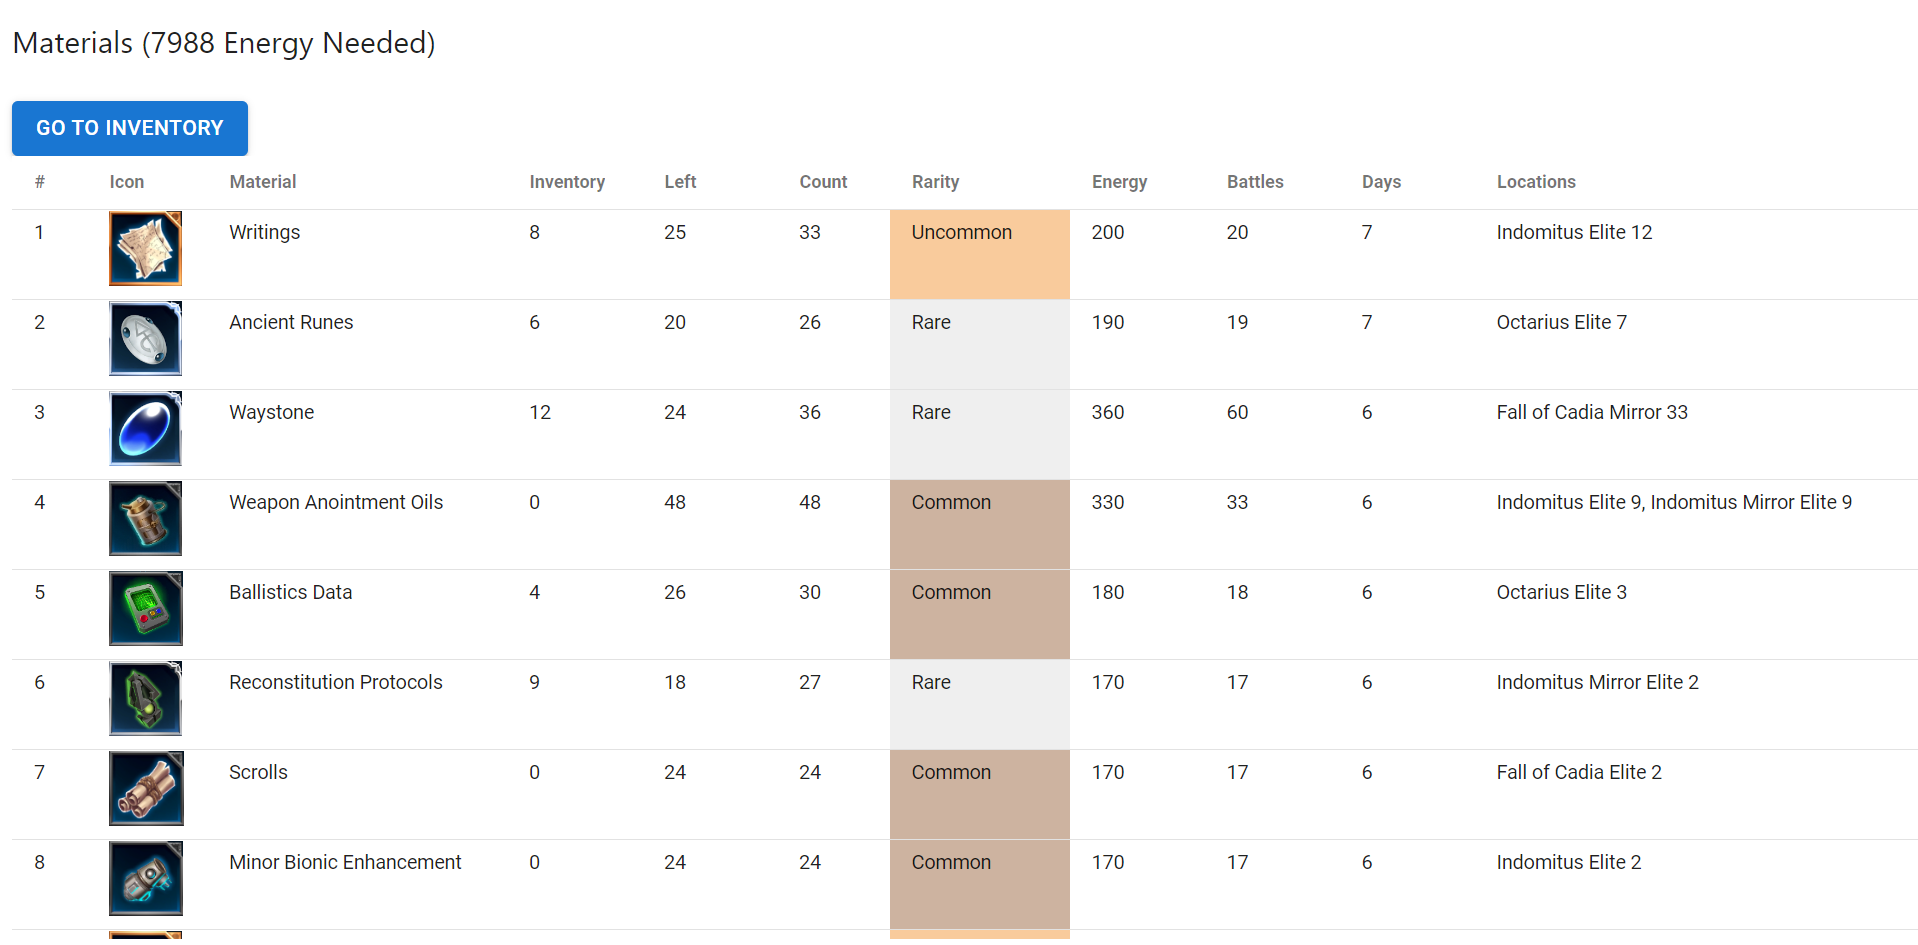 Materials (7988 Energy Needed)
GO TO INVENTORY
# Icon Material Inventory Left Count Rarity Energy Battles Days Locations
1 Writings 8 25 33 Uncommon 200 20 7 Indomitus Elite 12
2 Ancient Runes 6 20 26 Rare 190 19 7 Octarius Elite 7
3 Waystone 12 24 36 Rare 360 60 6 Fall of Cadia Mirror 33
4 Weapon Anointment Oils 0 48 48 Common 330 33 6 Indomitus Elite 9, Indomitus Mirror Elite 9
5 Ballistics Data 4 26 30 Common 180 18 6 Octarius Elite 3
6 Reconstitution Protocols 9 18 27 Rare 170 17 6 Indomitus Mirror Elite 2
7 Scrolls 0 24 24 Common 170 17 6 Fall of Cadia Elite 2
8 Minor Bionic Enhancement 0 24 24 Common 170 17 6 Indomitus Elite 2